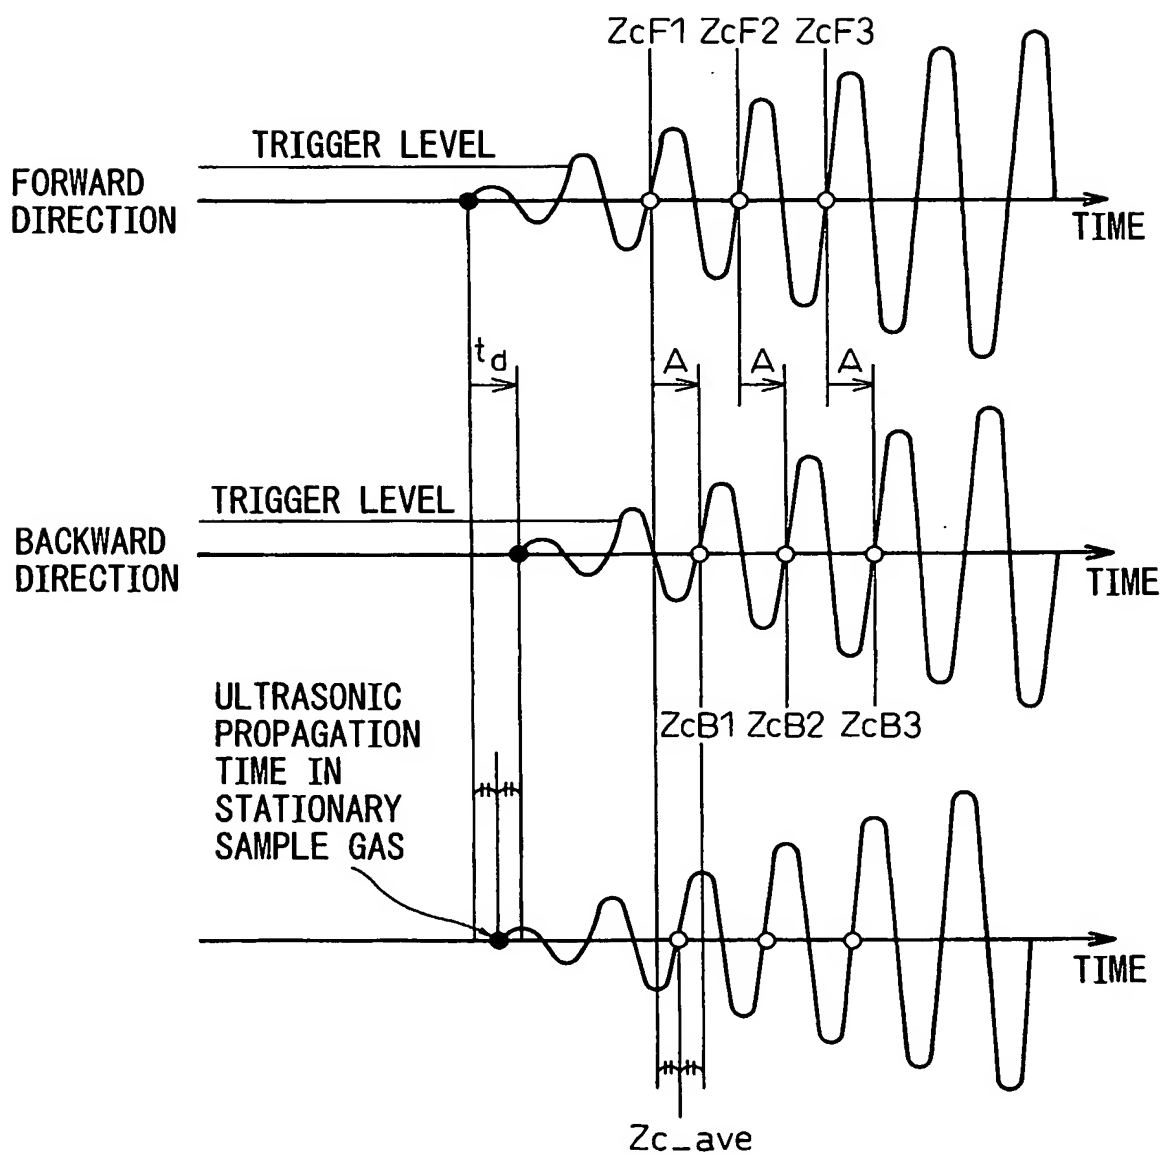 ZcF1 ZcF2 ZcF3
TRIGGER LEVEL
FORWARD
DIRECTION
TIME
td
A
A
A
TRIGGER LEVEL
BACKWARD
DIRECTION
TIME
ZcB1 ZcB2 ZcB3
ULTRASONIC
PROPAGATION
TIME IN
STATIONARY
SAMPLE GAS
TIME
Zc_ave